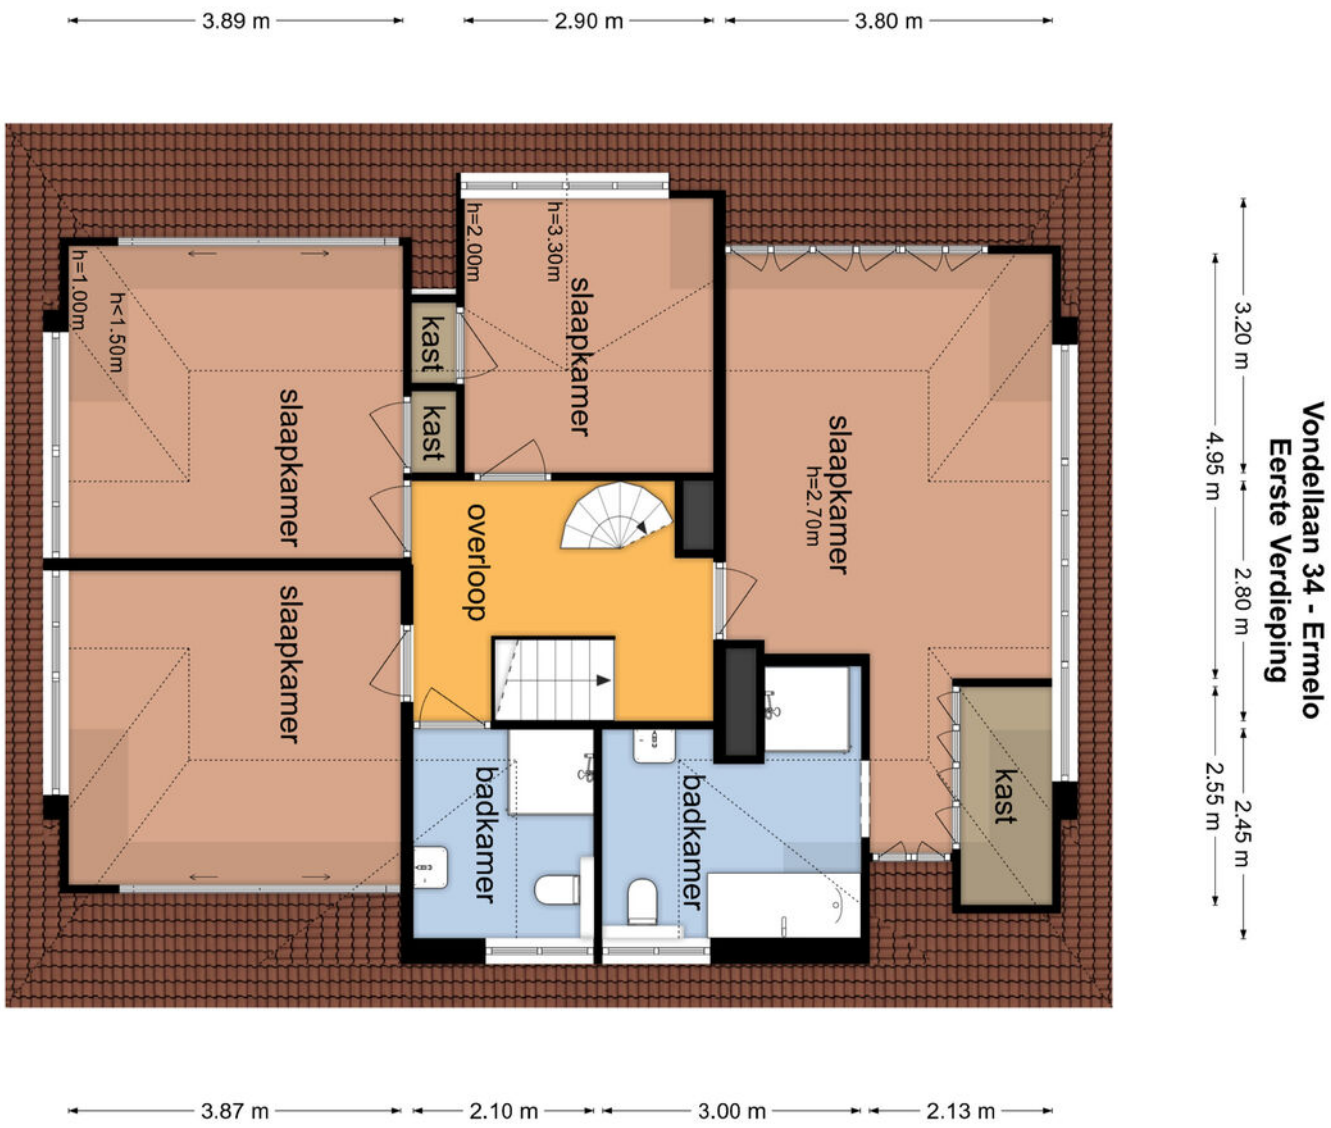 3.89 m
2.90 m
3.80 m
h=1.00m
h<1.50m
slaapkamer
kast
kast
h=2.00m
h=3.30m
slaapkamer
slaapkamer
h=2.70m
overloop
slaapkamer
badkamer
badkamer
kast
3.20 m
4.95 m
2.80 m
2.55 m
2.45 m
Vondellaan 34 - Ermelo
Eerste Verdieping
3.87 m
2.10 m
3.00 m
2.13 m